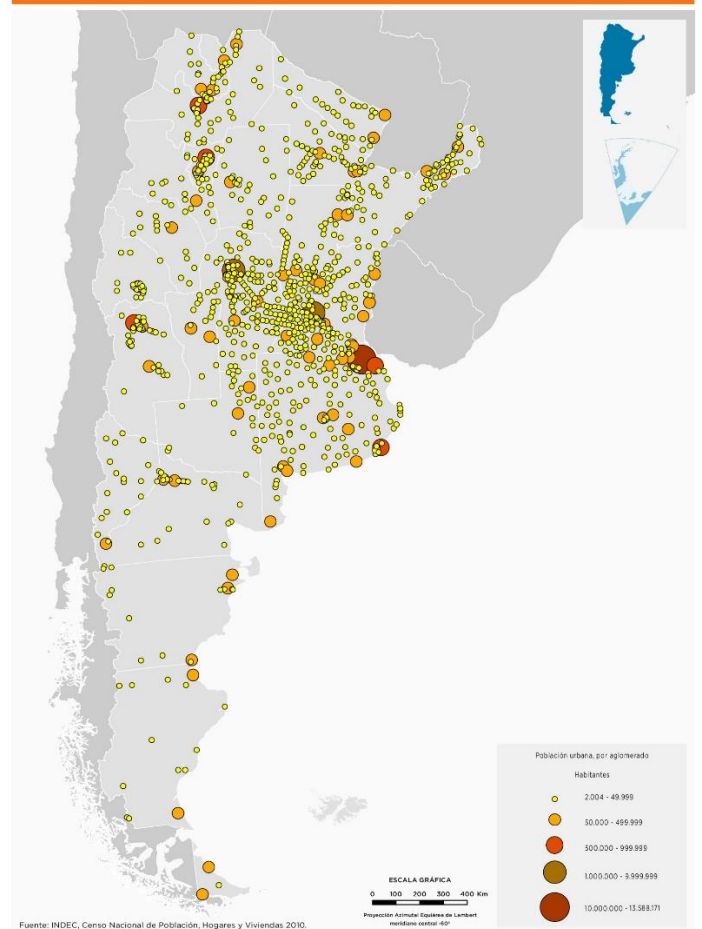 Población urbana, por aglomerado
Habitantes
2.004 - 49.999
50.000 - 499.999
500.000 - 999.999
1.000.000 - 9.999.999
10.000.000 - 13.588.171
ESCALA GRÁFICA
0 100 200 300 400 Km
Proyección Azimutal Equiárea de Lambert
meridiano central -60°
Fuente: INDEC, Censo Nacional de Población, Hogares y Viviendas 2010.